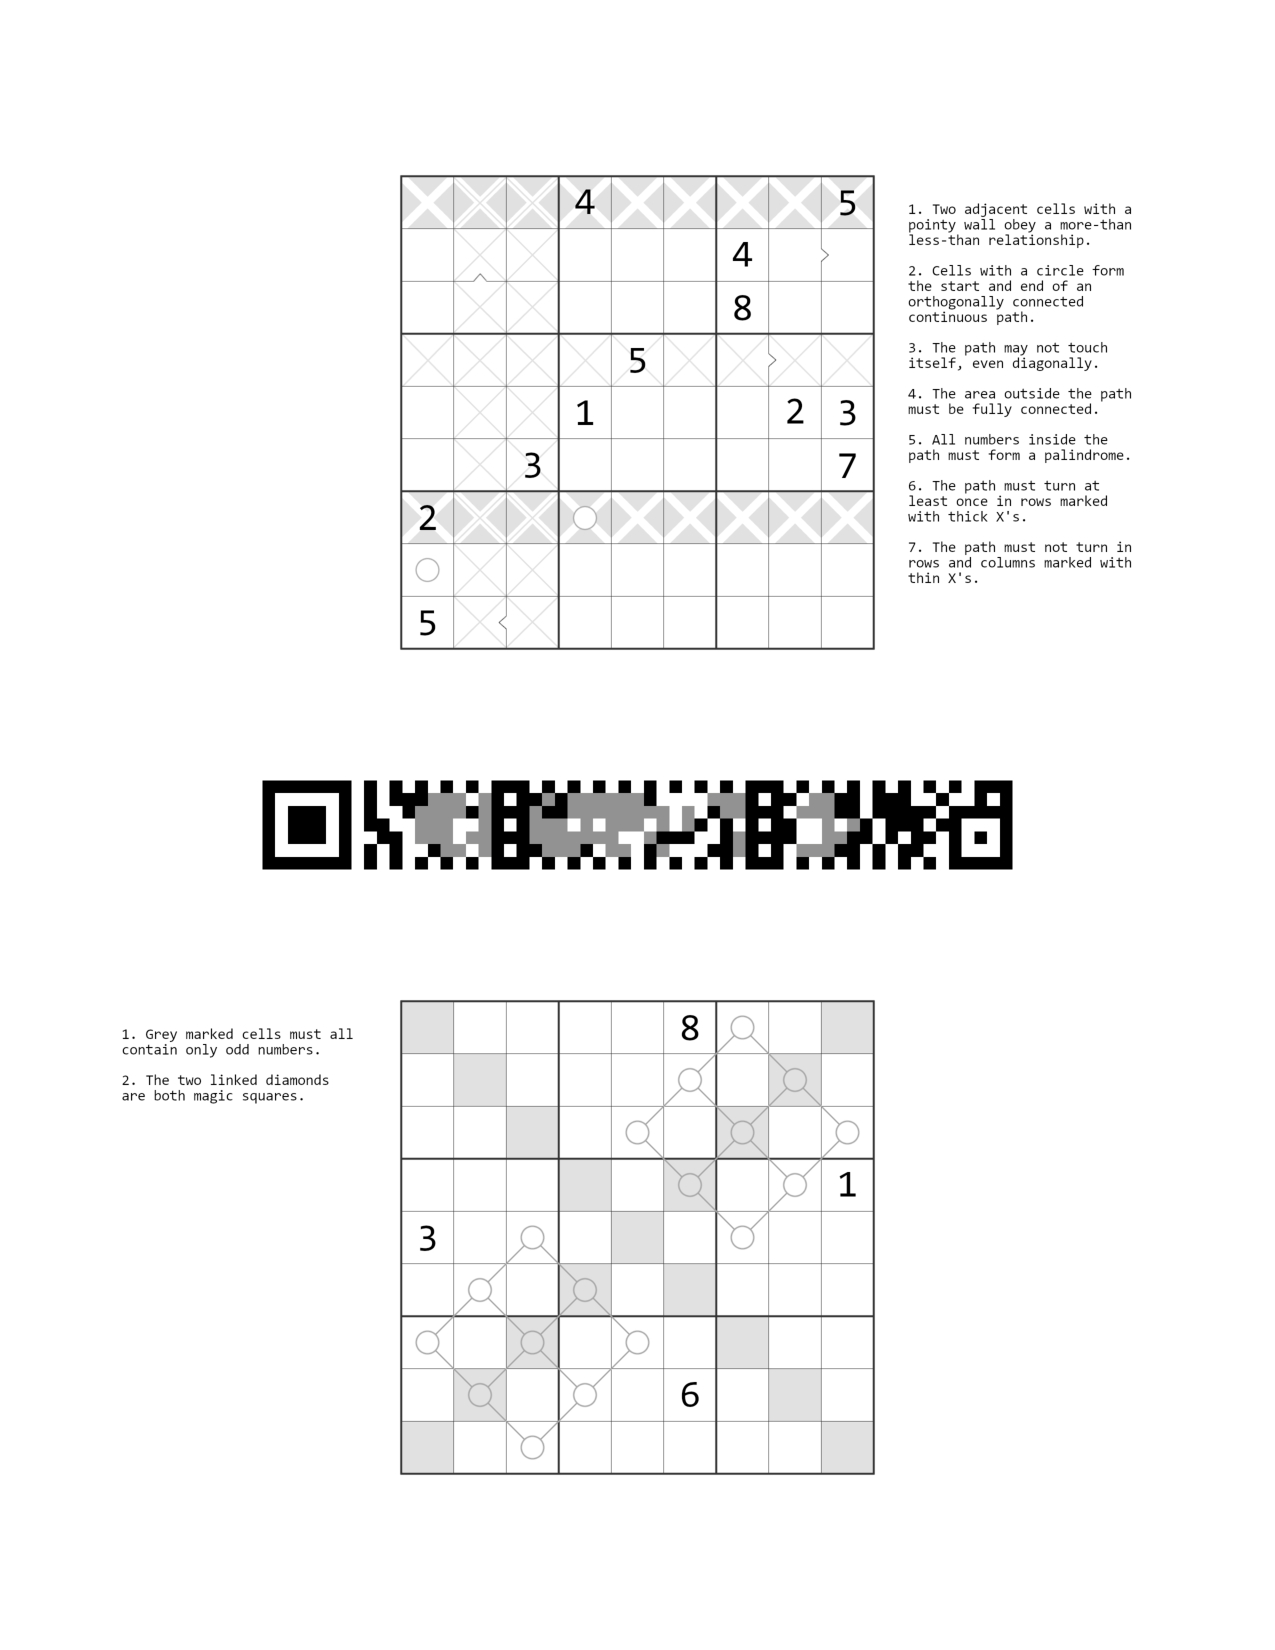 4 5
1. Two adjacent cells with a
pointy wall obey a more-than
less-than relationship.
4
2. Cells with a circle form
the start and end of an
orthogonally connected
continuous path.
8
3. The path may not touch
itself, even diagonally.
5
4. The area outside the path
must be fully connected.
1 2 3
5. All numbers inside the
path must form a palindrome.
3 7
6. The path must turn at
least once in rows marked
with thick X's.
2
7. The path must not turn in
rows and columns marked with
thin X's.
5
8
1. Grey marked cells must all
contain only odd numbers.
2. The two linked diamonds
are both magic squares.
1
3
6